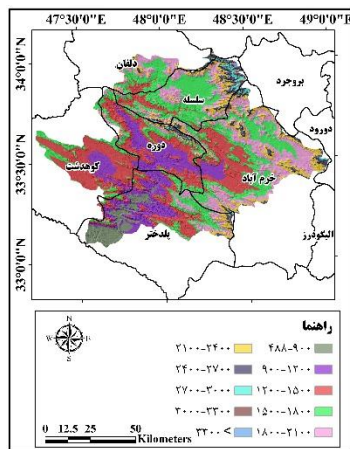 47°30'0"
48°0'0"
48°30'0"
49°0'0"
34°0'0"
33°30'0"
33°0'0"
دلفان
سلسله
بروجرد
دورود
دوره
کوهدشت
خرم آباد
الیگودرز
پلدختر
راهنما
۴۸۸-۹۰۰
۲۱۰۰-۲۴۰۰
۹۰۰-۱۲۰۰
۲۴۰۰-۲۷۰۰
۱۲۰۰-۱۵۰۰
۲۷۰۰-۳۰۰۰
۱۵۰۰-۱۸۰۰
۳۰۰۰-۳۳۰۰
۱۸۰۰-۲۱۰۰
۳۳۰۰ >
N
W
E
S
0 12.5 25 50
Kilometers